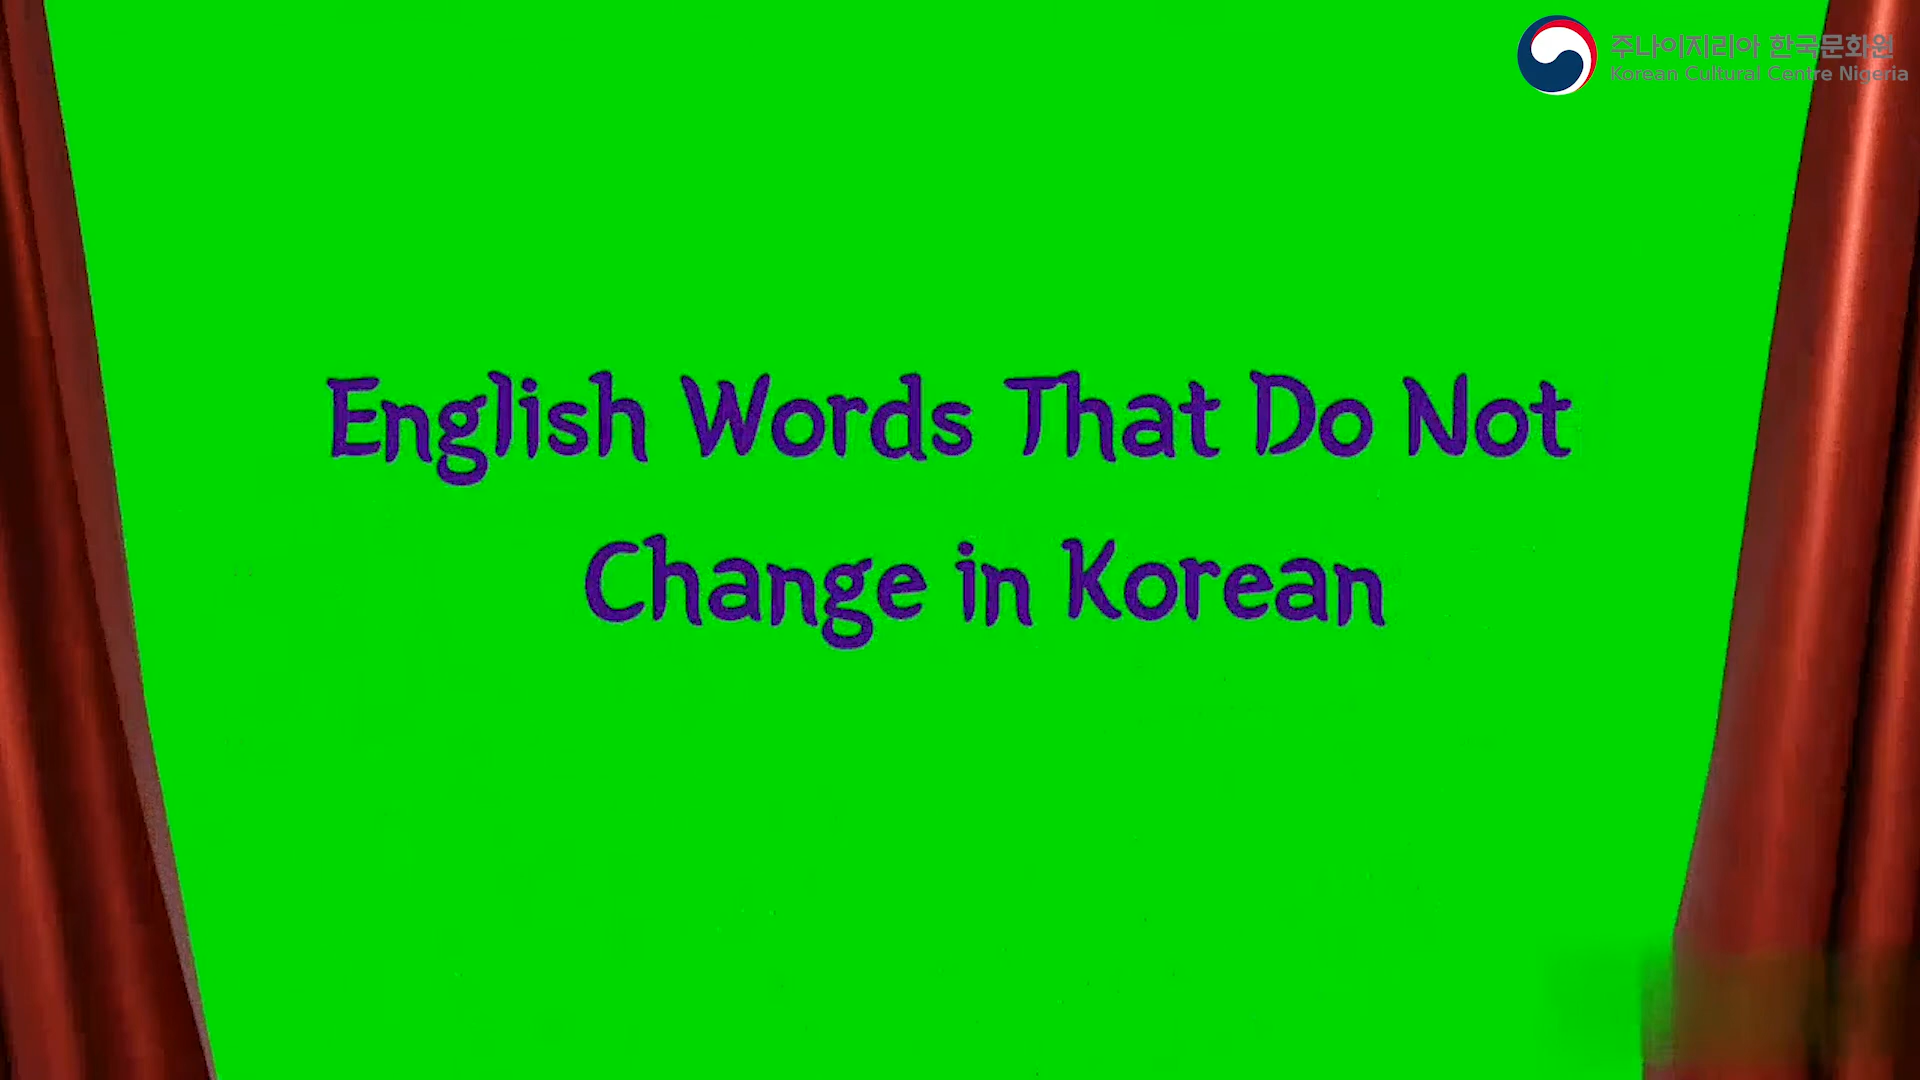 주나이지리아 한국문화원
Korean Cultural Centre Nigeria
English Words That Do Not
Change in Korean